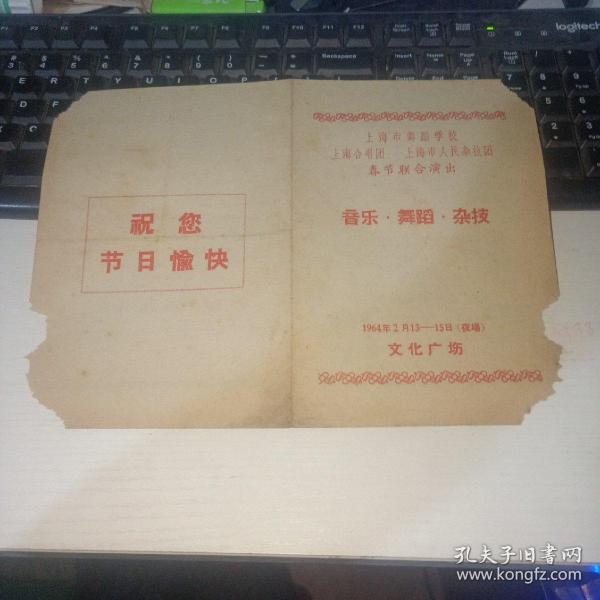 祝您
节日愉快
上海市舞蹈学校
上海合唱团 上海市人民杂技团
春节联合演出
音乐·舞蹈·杂技
1964年2月13—15日(夜場)
文化广场
logitech
Backspace
孔夫子旧书网
www.kongfz.com